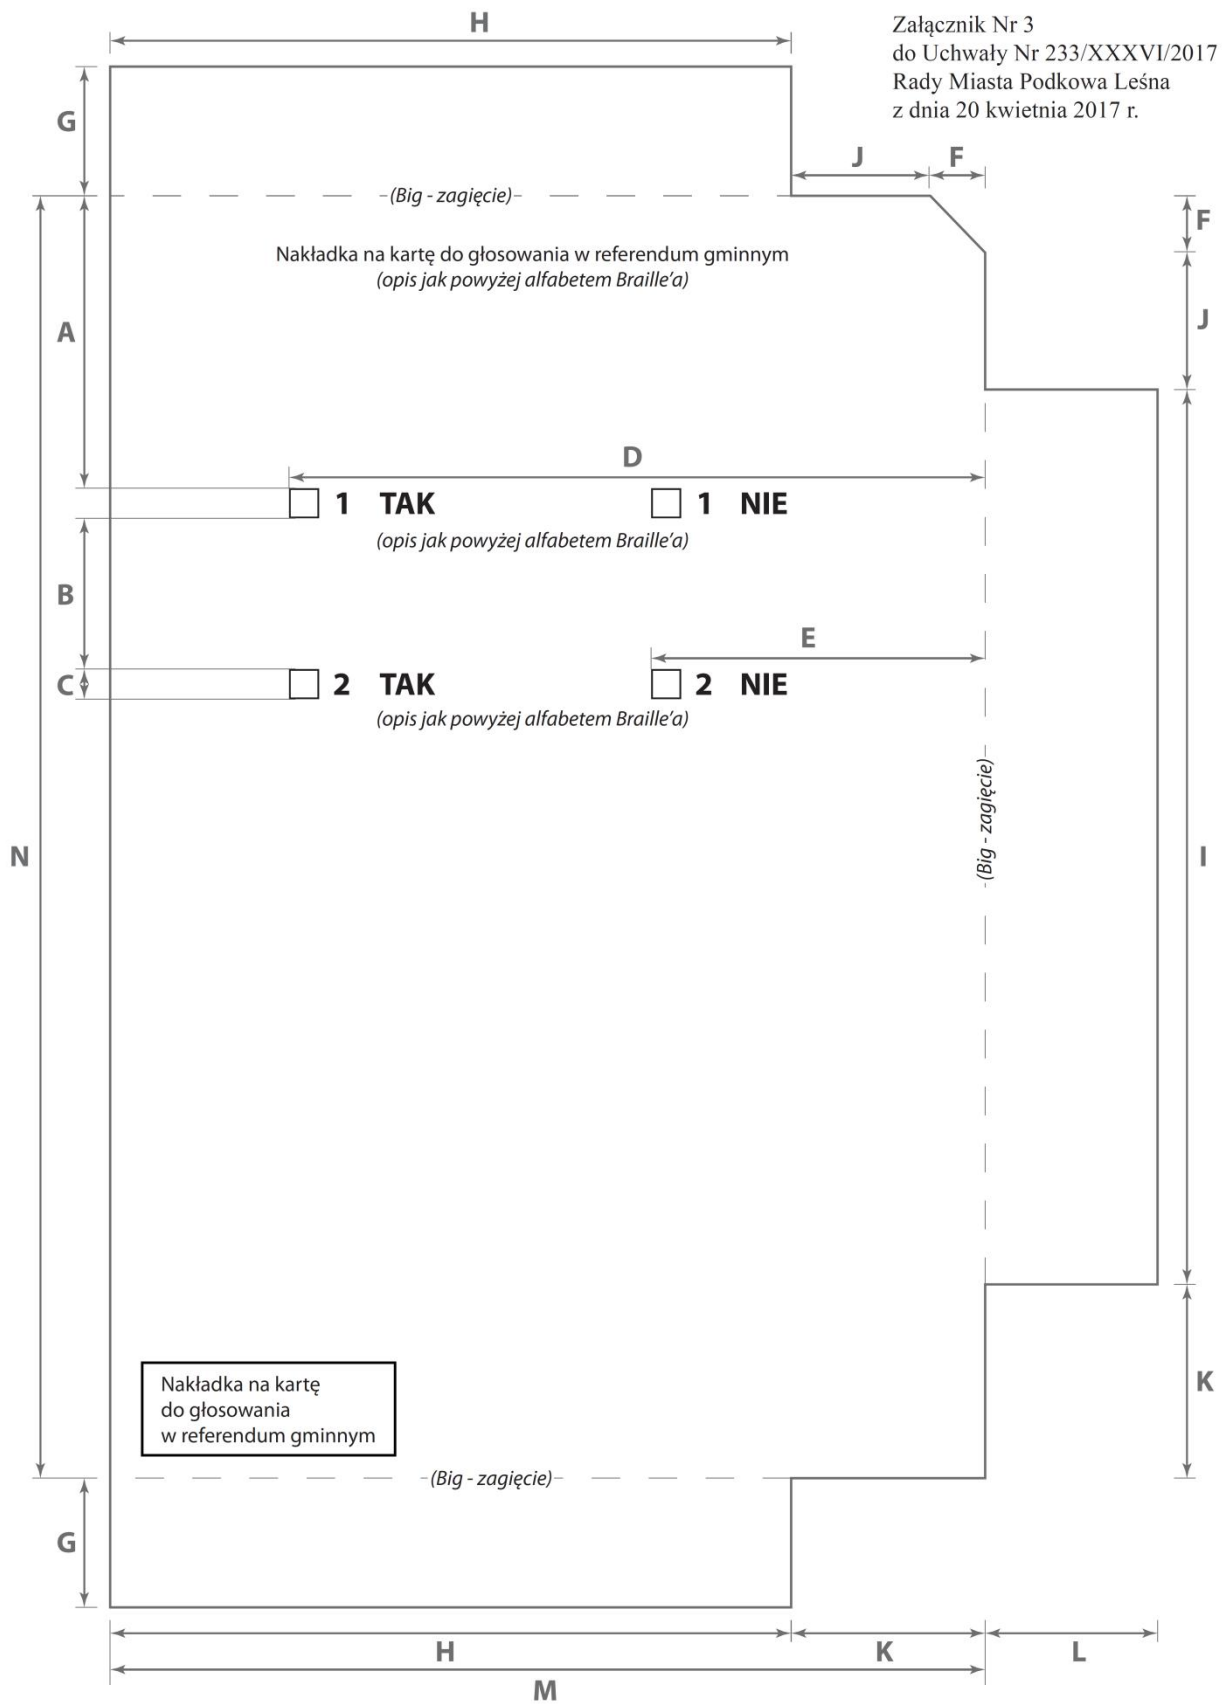 H
Załącznik Nr 3
do Uchwały Nr 233/XXXVI/2017
Rady Miasta Podkowa Leśna
z dnia 20 kwietnia 2017 r.
G
J F
(Big - zagięcie)
F
Nakładka na kartę do głosowania w referendum gminnym
(opis jak powyżej alfabetem Braille'a)
A
J
D
1 TAK 1 NIE
(opis jak powyżej alfabetem Braille'a)
B
E
C
2 TAK 2 NIE
(opis jak powyżej alfabetem Braille'a)
(Big - zagięcie)
N
I
Nakładka na kartę
do głosowania
w referendum gminnym
K
(Big - zagięcie)
G
H K L
M